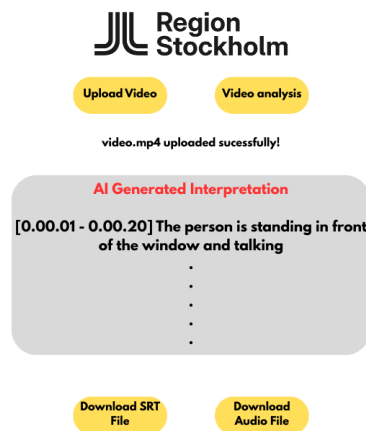 Region
Stockholm
Upload Video
Video analysis
video.mp4 uploaded sucessfully!
AI Generated Interpretation
[0.00.01 - 0.00.20] The person is standing in front
of the window and talking
.
.
.
.
.
Download SRT
File
Download
Audio File